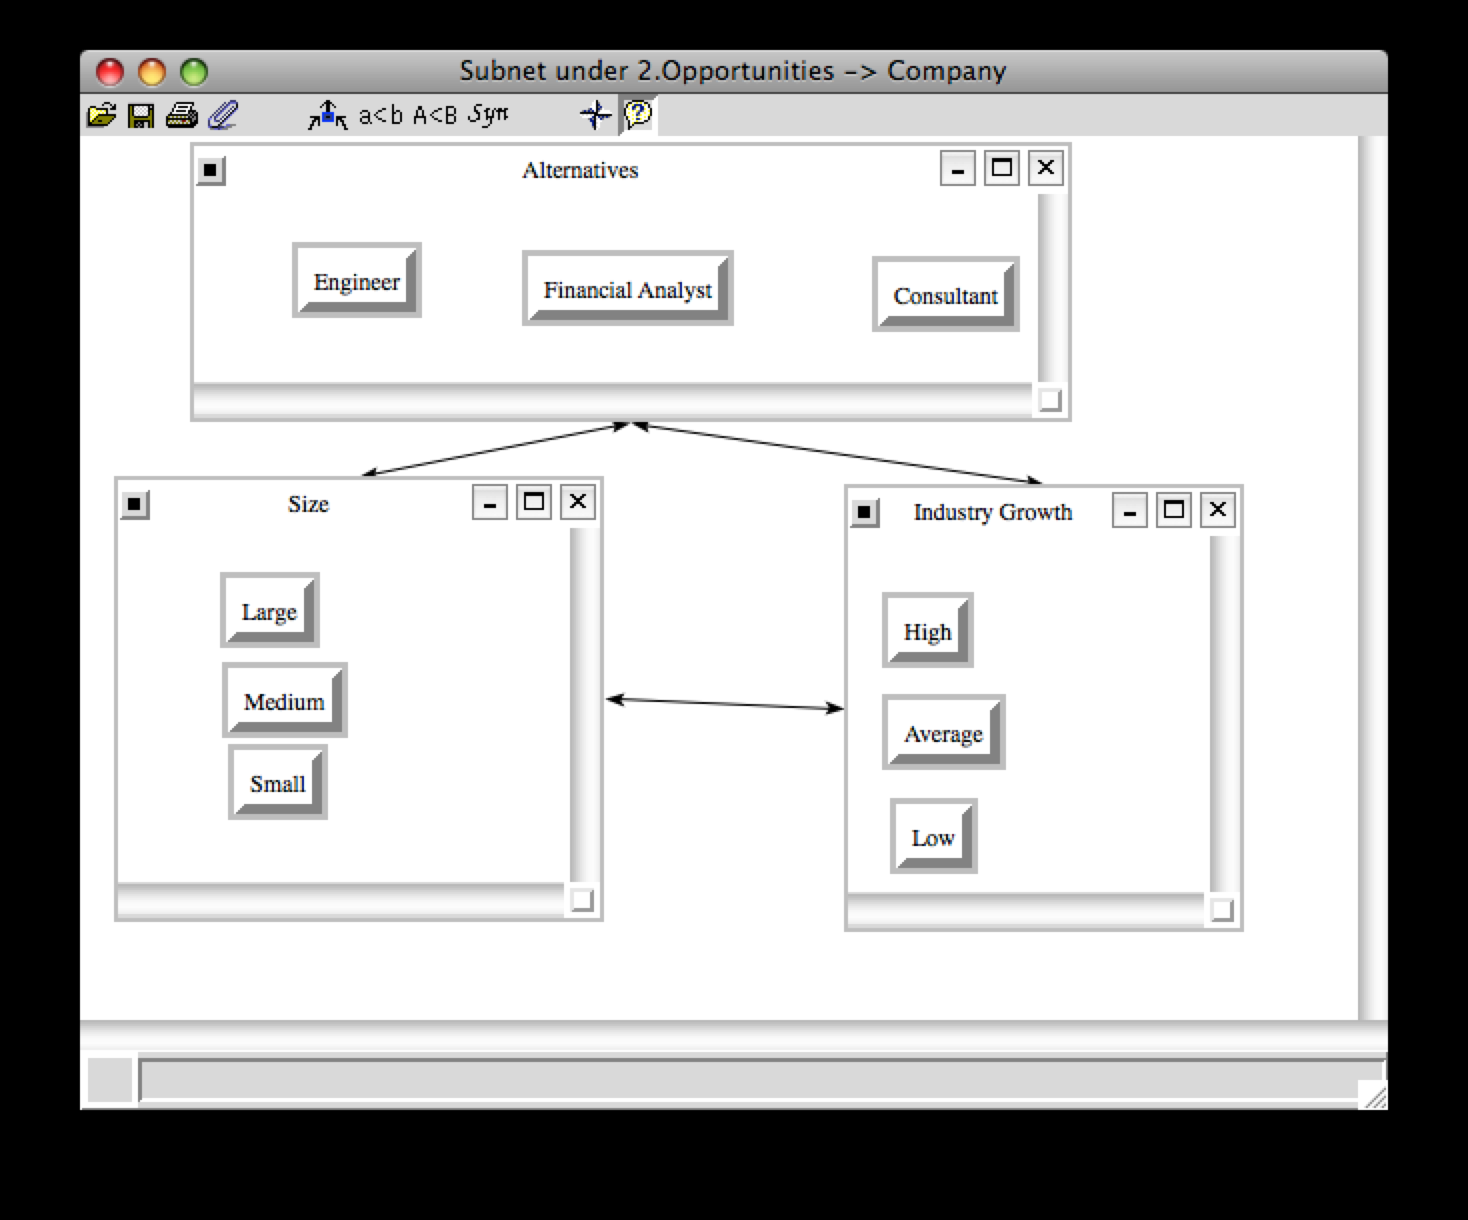 Subnet under 2.Opportunities -> Company
a<b A<B Syn
Alternatives
Engineer
Financial Analyst
Consultant
Size
Large
Medium
Small
Industry Growth
High
Average
Low